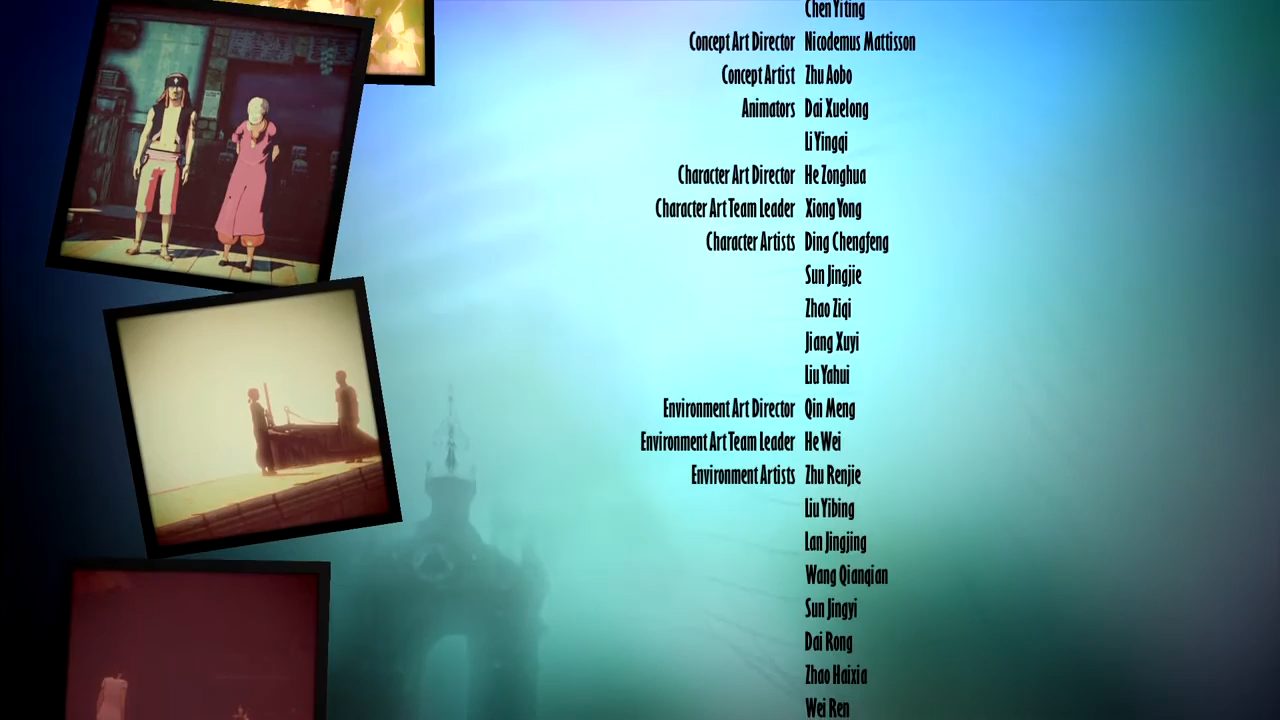 Chen Yiting
Concept Art Director Nicodemus Mattisson
Concept Artist Zhu Aobo
Animators Dai Xuelong
Li Yingqi
Character Art Director He Zonghua
Character Art Team Leader Xiong Yong
Character Artists Ding Chengfeng
Sun Jingjie
Zhao Ziqi
Jiang Xuyi
Liu Yahui
Environment Art Director Qin Meng
Environment Art Team Leader He Wei
Environment Artists Zhu Renjie
Liu Yibing
Lan Jingjing
Wang Qianqian
Sun Jingyi
Dai Rong
Zhao Haixia
Wei Ren